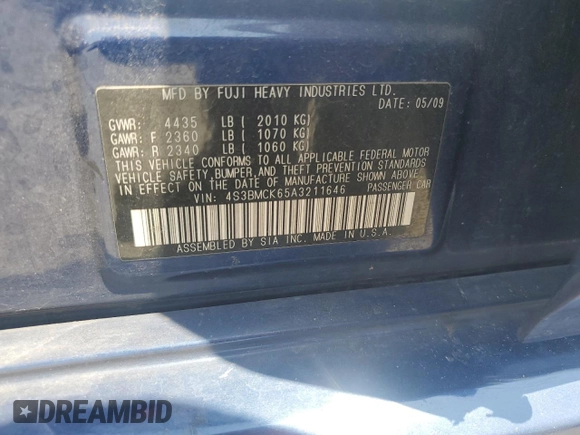 MFD BY FUJI HEAVY INDUSTRIES LTD.
DATE: 05/09
GVWR: 4435 LB ( 2010 KG)
GAWR: F 2360 LB ( 1070 KG)
GAWR: R 2340 LB ( 1060 KG)
THIS VEHICLE CONFORMS TO ALL APPLICABLE FEDERAL MOTOR
VEHICLE SAFETY, BUMPER, AND THEFT PREVENTION STANDARDS
IN EFFECT ON THE DATE OF MANUFACTURE SHOWN ABOVE.
VIN: 4S3BMCK65A3211646 PASSENGER CAR
ASSEMBLED BY SIA INC. MADE IN U.S.A.
DREAMBID